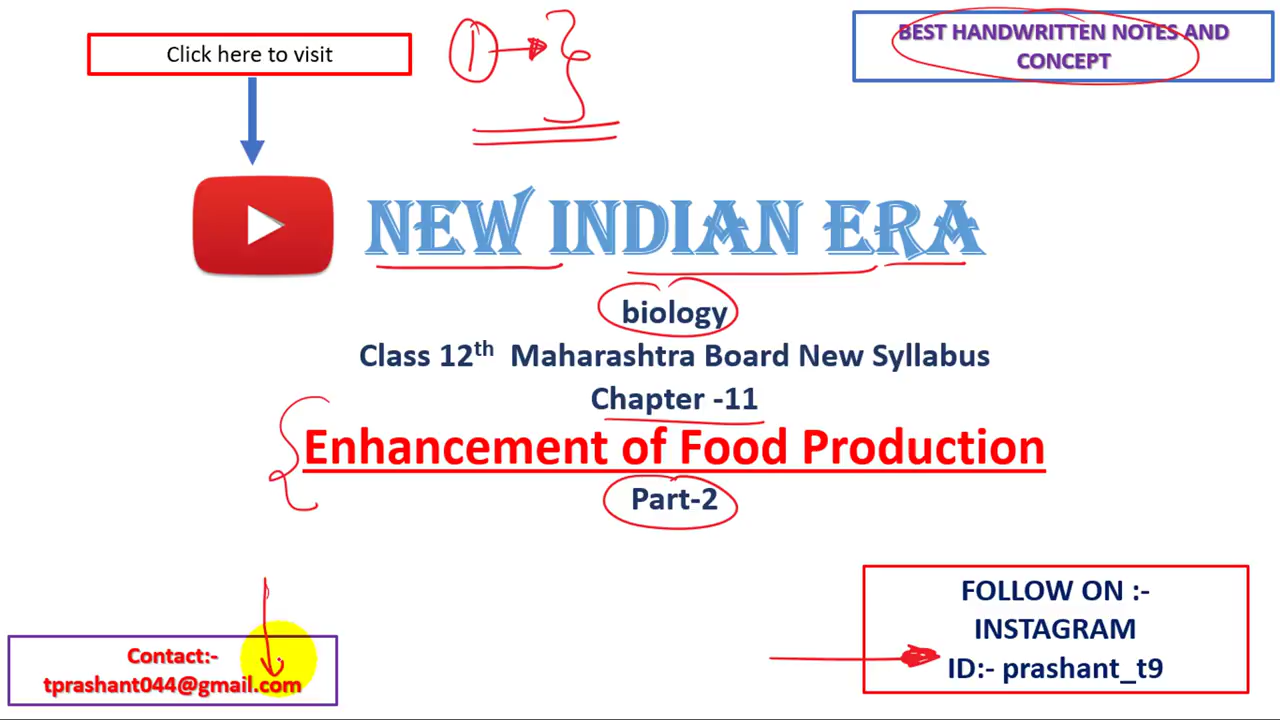 Click here to visit
1
BEST HANDWRITTEN NOTES AND
CONCEPT
NEW INDIAN ERA
biology
Class 12th Maharashtra Board New Syllabus
Chapter -11
Enhancement of Food Production
Part-2
Contact:-
tprashant044@gmail.com
FOLLOW ON :-
INSTAGRAM
ID:- prashant_t9